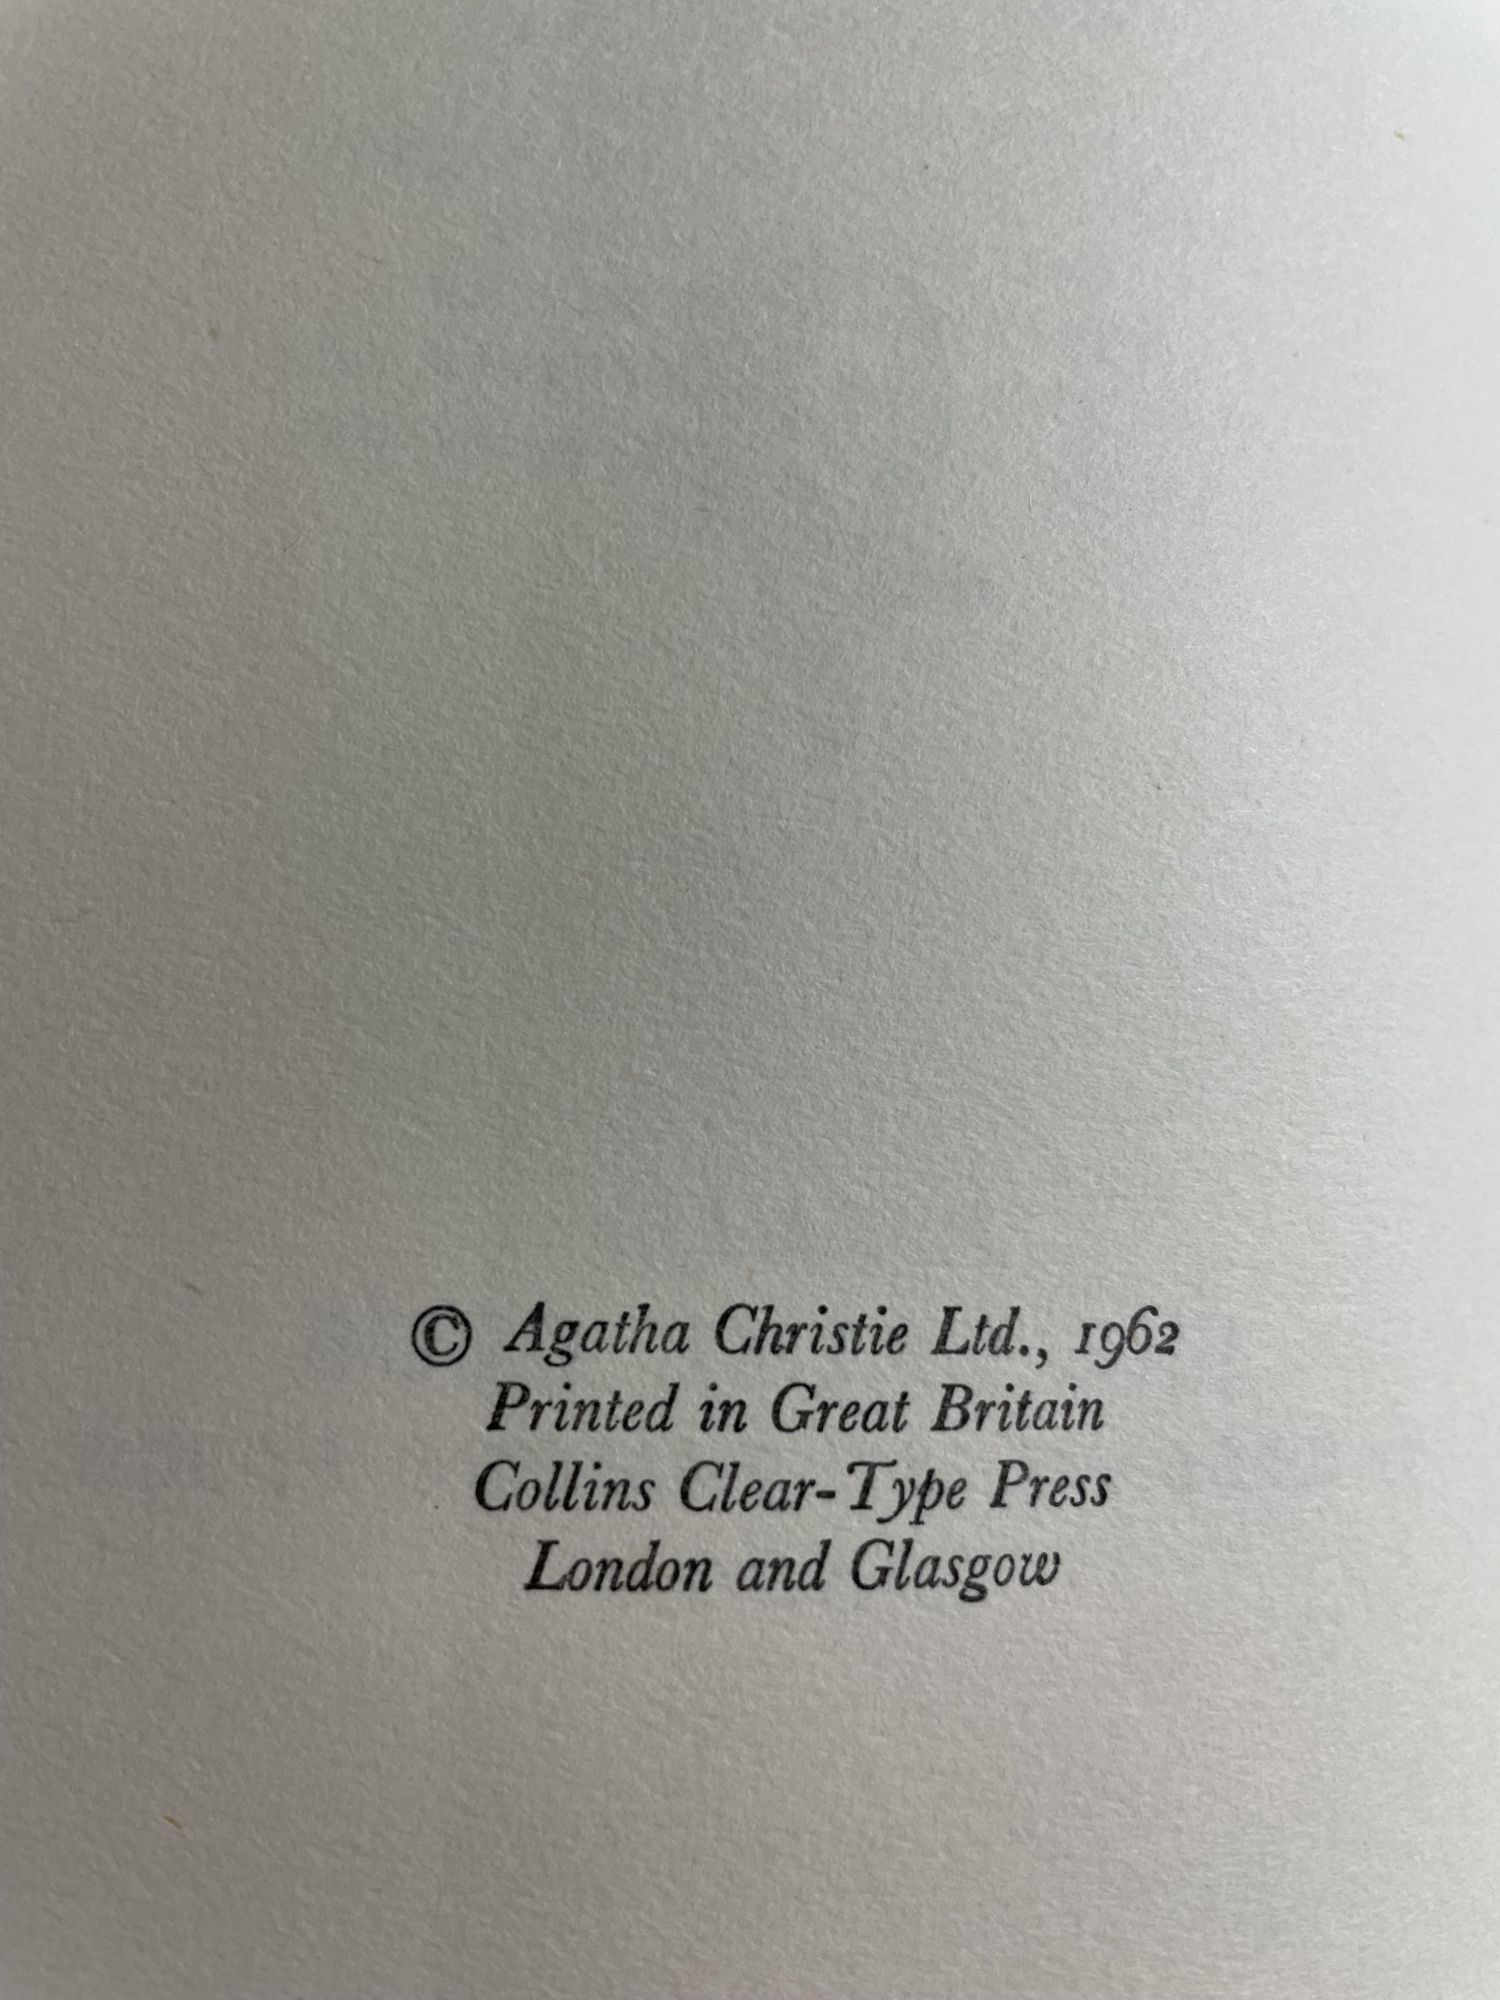 © Agatha Christie Ltd., 1962
Printed in Great Britain
Collins Clear-Type Press
London and Glasgow